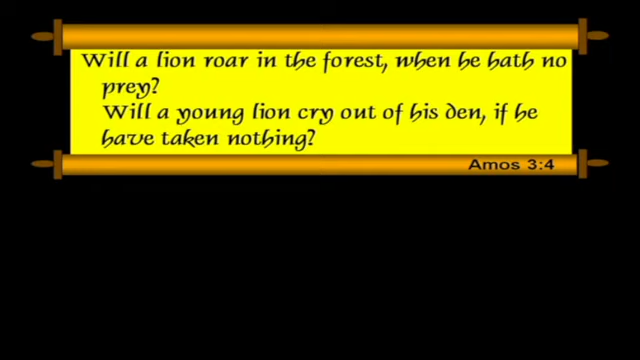 Will a lion roar in the forest, when he hath no
prey?
Will a young lion cry out of his den, if he
have taken nothing?
Amos 3:4